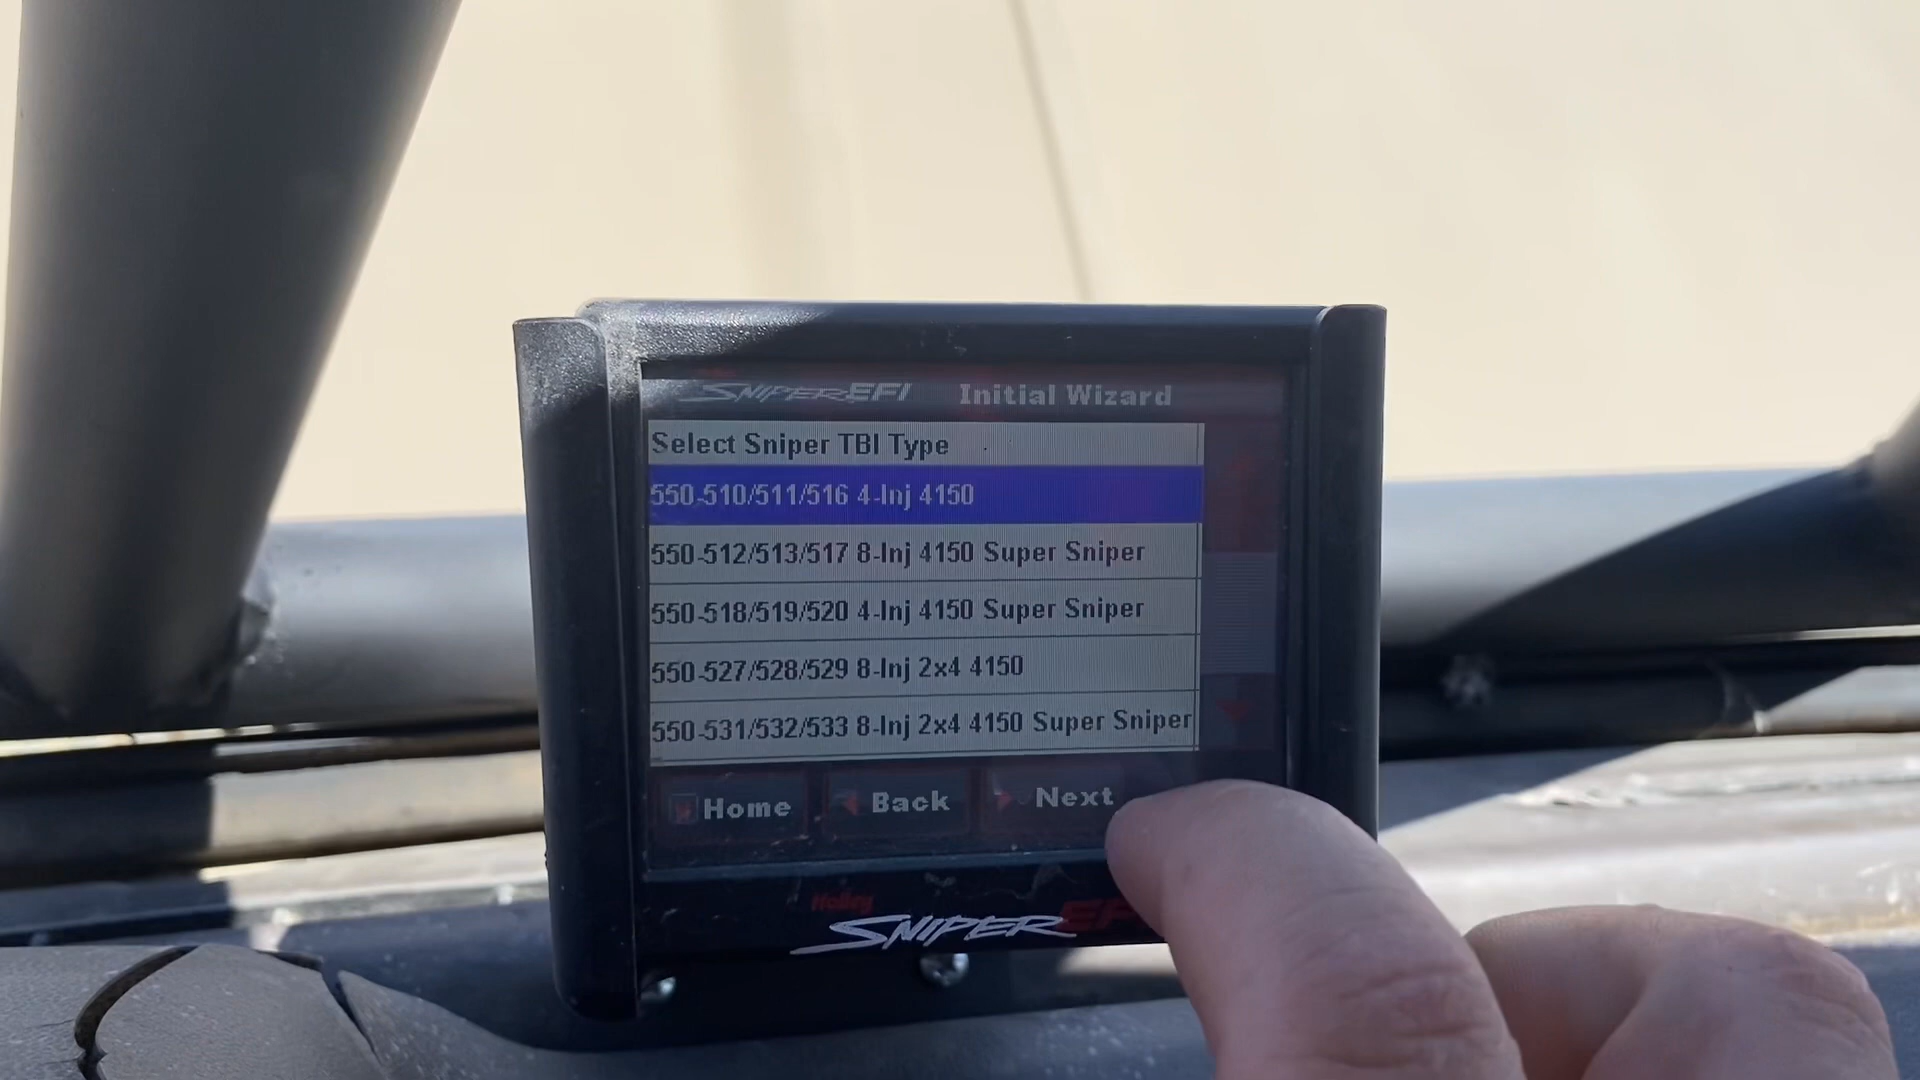 SNIPER EFI Initial Wizard
Select Sniper TBI Type
550-510/511/516 4-Inj 4150
550-512/513/517 8-Inj 4150 Super Sniper
550-518/519/520 4-Inj 4150 Super Sniper
550-527/528/529 8-Inj 2x4 4150
550-531/532/533 8-Inj 2x4 4150 Super Sniper
Home Back Next
Holley
SNIPER EF